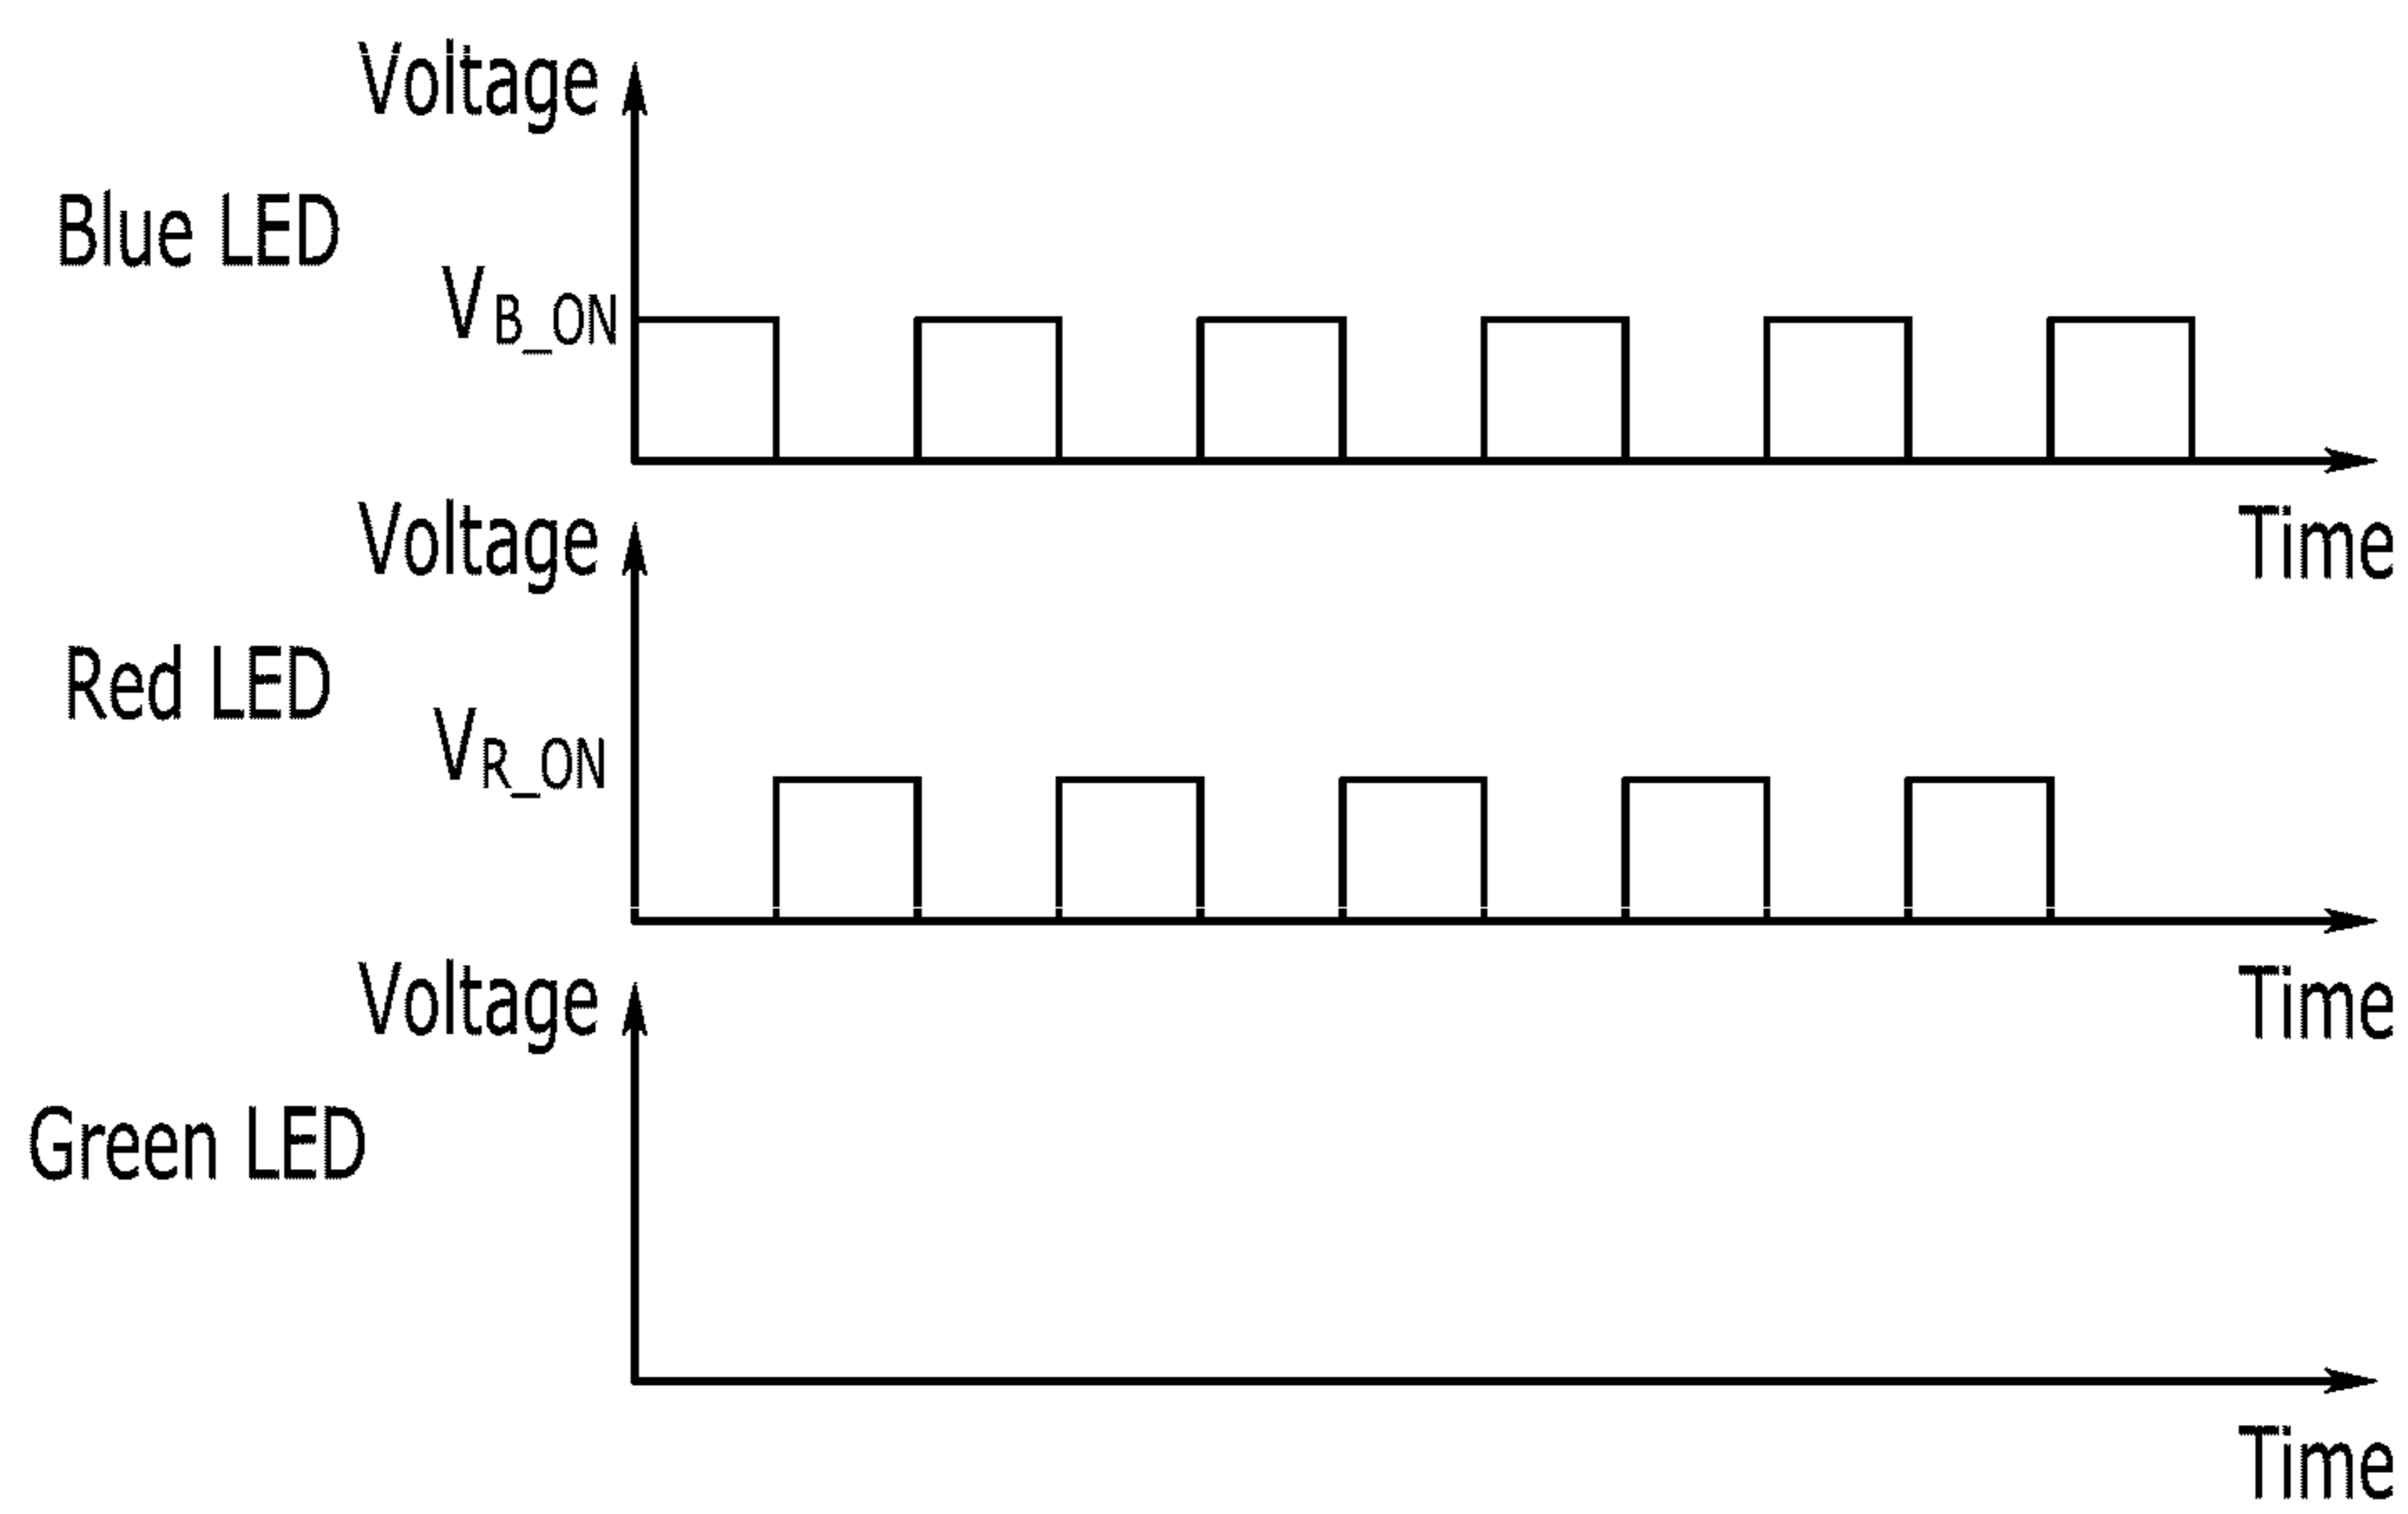 Voltage
Blue LED
VB_ON
Time
Voltage
Red LED
VR_ON
Time
Voltage
Green LED
Time